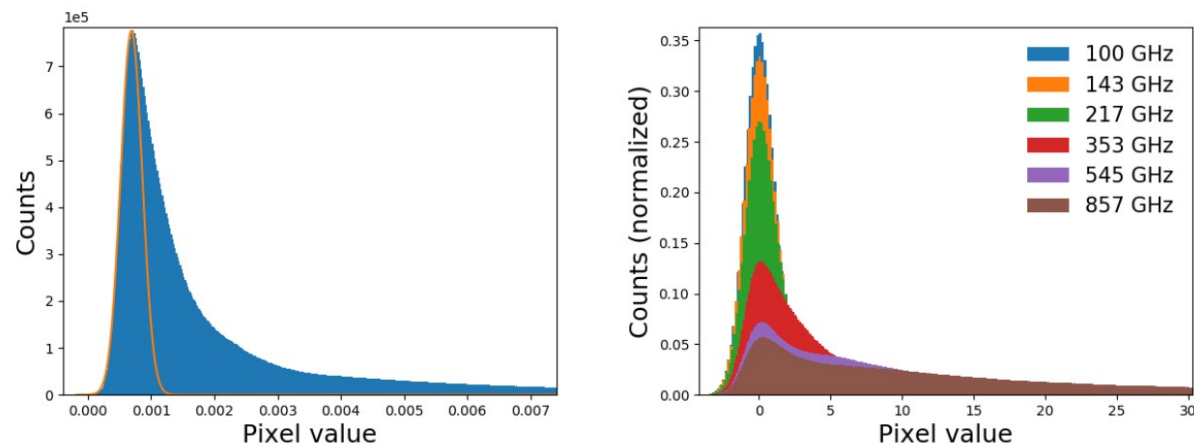 1e5
7
6
5
4
3
2
1
0
Counts
0.000 0.001 0.002 0.003 0.004 0.005 0.006 0.007
Pixel value
0.35
0.30
0.25
0.20
0.15
0.10
0.05
0.00
Counts (normalized)
100 GHz
143 GHz
217 GHz
353 GHz
545 GHz
857 GHz
0 5 10 15 20 25 30
Pixel value